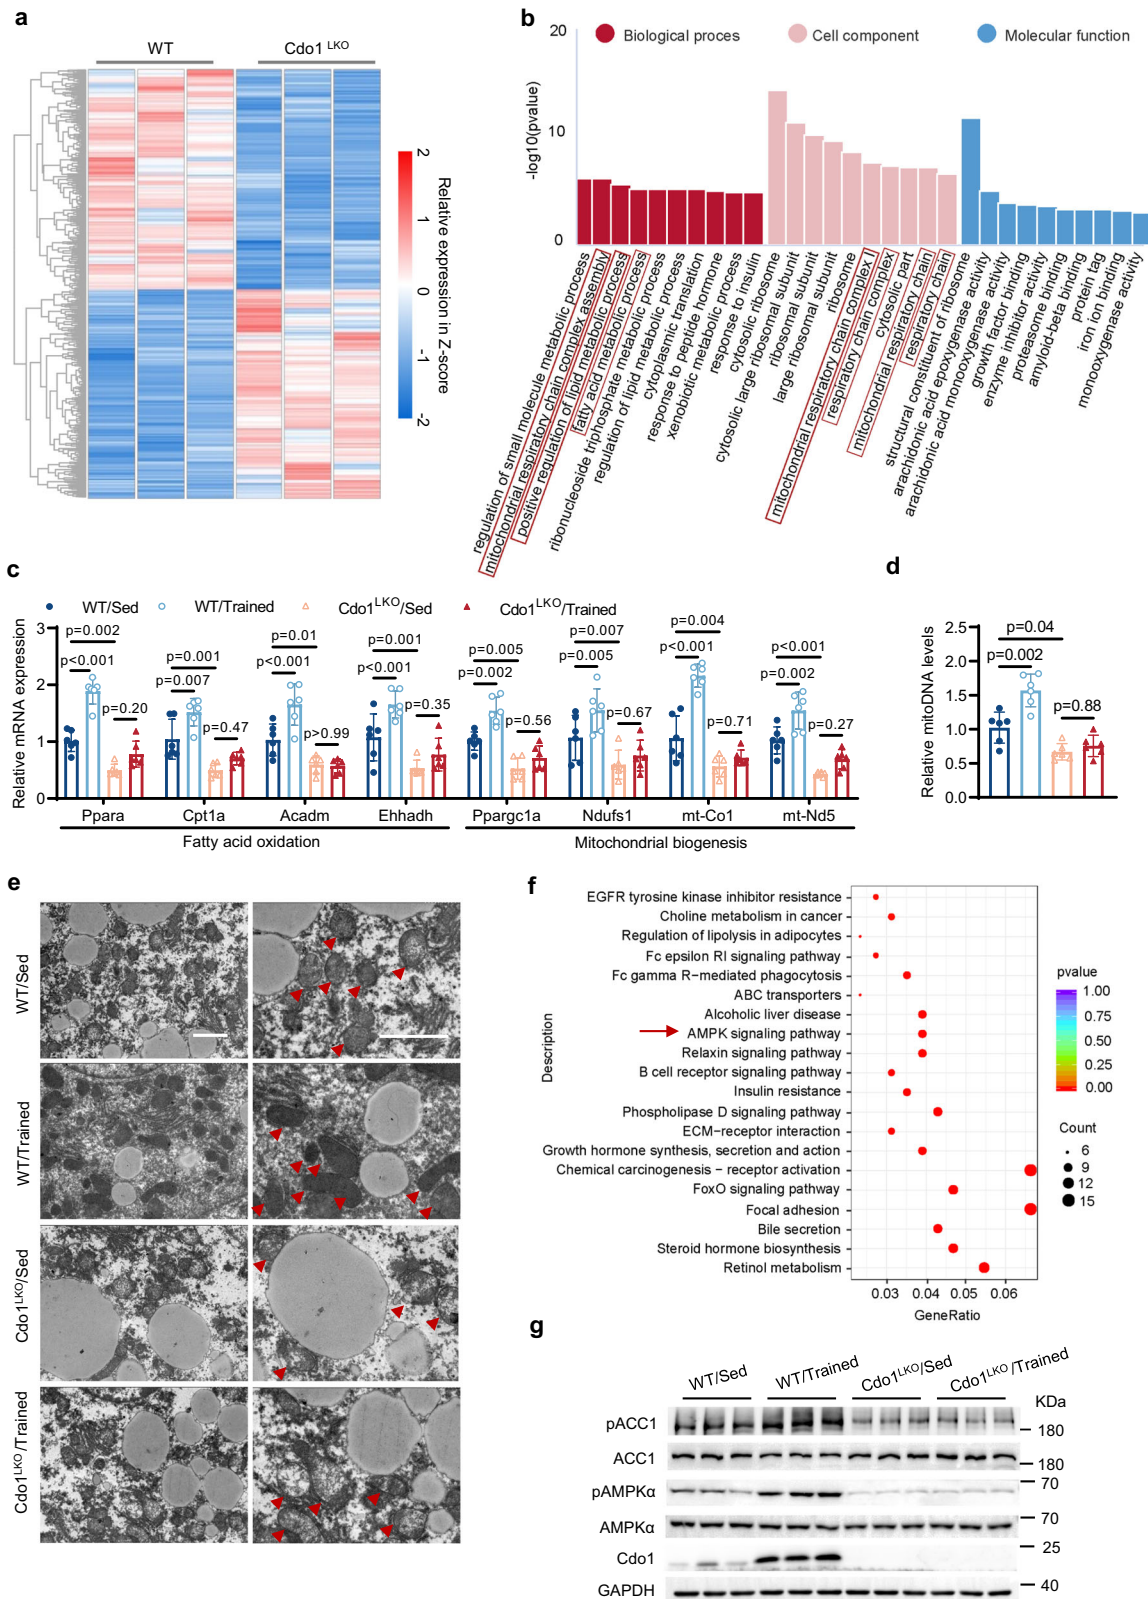 a
WT
Cdo1 LKO
2
1
0
-1
-2
Relative expression in Z-score
b
20
10
0
-log10(pvalue)
Biological proces
Cell component
Molecular function
regulation of small molecule metabolic process
mitochondrial respiratory chain complex assembly
positive regulation of lipid metabolic process
fatty acid metabolic process
ribonucleoside triphosphate metabolic process
regulation of lipid metabolic process
cytoplasmic translation
response to peptide hormone
xenobiotic metabolic process
response to insulin
cytosolic ribosome
cytosolic large ribosomal subunit
ribosomal subunit
large ribosomal subunit
ribosome
mitochondrial respiratory chain complex I
respiratory chain complex
cytosolic part
mitochondrial respiratory chain
respiratory chain
structural constituent of ribosome
arachidonic acid epoxygenase activity
arachidonic acid monooxygenase activity
growth factor binding
enzyme inhibitor activity
proteasome binding
amyloid-beta binding
protein tag
iron ion binding
monooxygenase activity
c
WT/Sed
WT/Trained
Cdo1LKO/Sed
Cdo1LKO/Trained
Relative mRNA expression
3
2
1
0
p=0.002
p<0.001
p=0.20
p=0.001
p=0.007
p=0.47
p=0.01
p<0.001
p>0.99
p=0.001
p<0.001
p=0.35
p=0.005
p=0.002
p=0.56
p=0.007
p=0.005
p=0.67
p=0.004
p<0.001
p=0.71
p<0.001
p=0.002
p=0.27
Ppara
Cpt1a
Acadm
Ehhadh
Ppargc1a
Ndufs1
mt-Co1
mt-Nd5
Fatty acid oxidation
Mitochondrial biogenesis
d
Relative mitoDNA levels
2.5
2.0
1.5
1.0
0.5
0.0
p=0.04
p=0.002
p=0.88
e
WT/Sed
WT/Trained
Cdo1LKO/Sed
Cdo1LKO/Trained
f
Description
EGFR tyrosine kinase inhibitor resistance
Choline metabolism in cancer
Regulation of lipolysis in adipocytes
Fc epsilon RI signaling pathway
Fc gamma R−mediated phagocytosis
ABC transporters
Alcoholic liver disease
AMPK signaling pathway
Relaxin signaling pathway
B cell receptor signaling pathway
Insulin resistance
Phospholipase D signaling pathway
ECM−receptor interaction
Growth hormone synthesis, secretion and action
Chemical carcinogenesis − receptor activation
FoxO signaling pathway
Focal adhesion
Bile secretion
Steroid hormone biosynthesis
Retinol metabolism
0.03
0.04
0.05
0.06
GeneRatio
pvalue
1.00
0.75
0.50
0.25
0.00
Count
6
9
12
15
g
WT/Sed
WT/Trained
Cdo1LKO/Sed
Cdo1LKO/Trained
KDa
pACC1
180
ACC1
180
pAMPKα
70
AMPKα
70
Cdo1
25
GAPDH
40